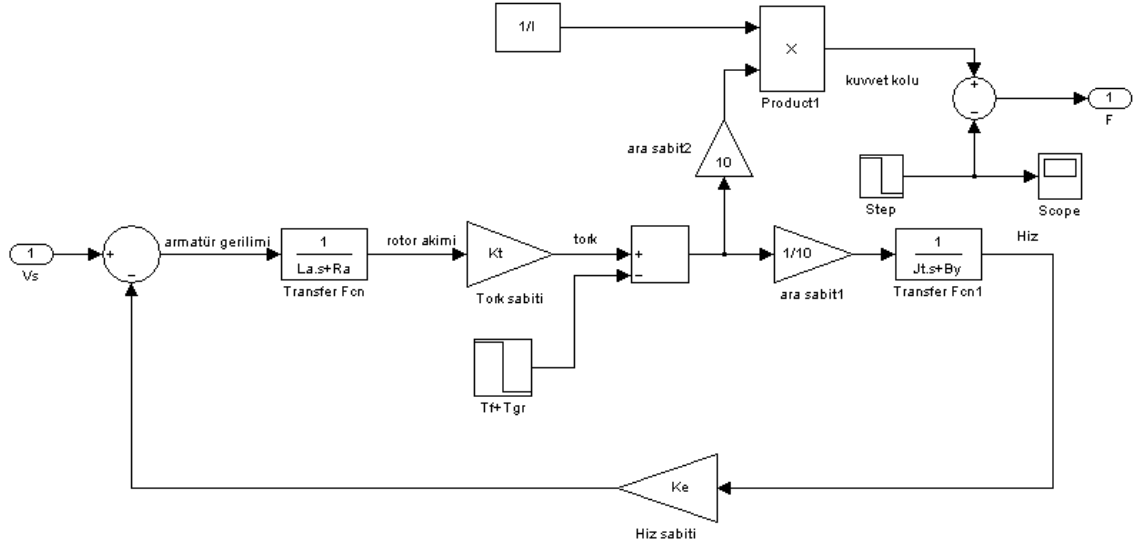 1/l
×
Product1
kuvvet kolu
+
−
1
F
ara sabit2
10
Step
Scope
1
Vs
+
−
armatür gerilimi
1
La.s+Ra
Transfer Fcn
rotor akimi
Kt
Tork sabiti
tork
+
−
1/10
ara sabit1
1
Jt.s+By
Transfer Fcn1
Hiz
Tf+Tgr
Ke
Hiz sabiti